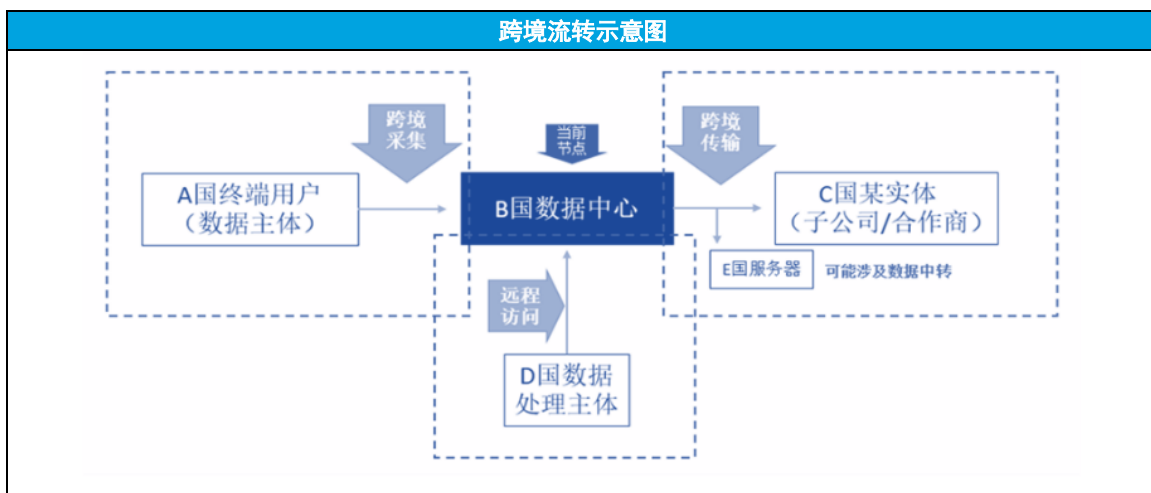 跨境流转示意图
跨境
采集
当前
节点
跨境
传输
A国终端用户
（数据主体）
B国数据中心
C国某实体
（子公司/合作商）
E国服务器
可能涉及数据中转
远程
访问
D国数据
处理主体